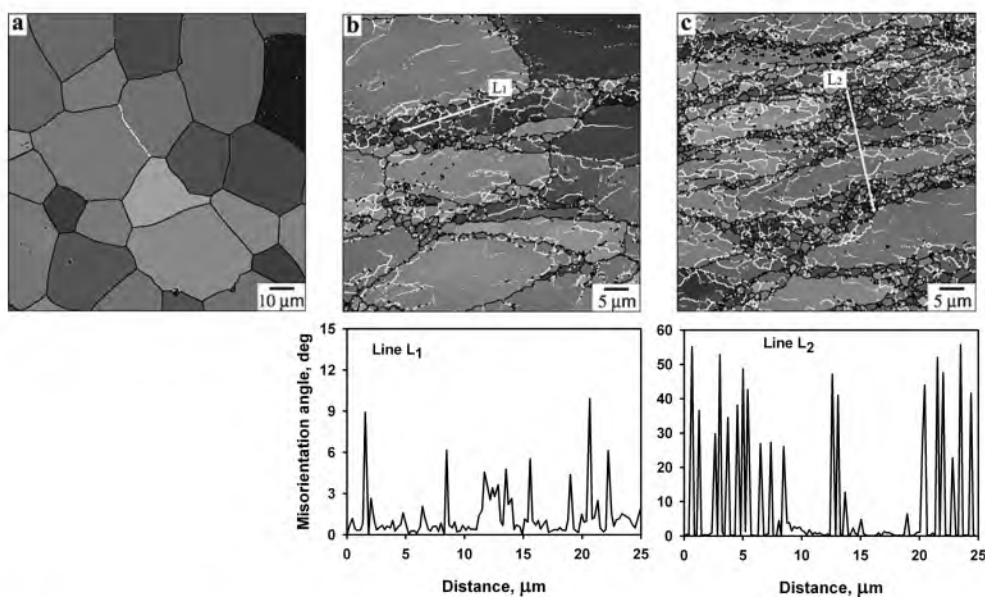 a
b
c
L₁
L₂
10 µm
5 µm
5 µm
Misorientation angle, deg
15
12
9
6
3
0
Line L₁
0 5 10 15 20 25
Distance, µm
60
50
40
30
20
10
0
Line L₂
0 5 10 15 20 25
Distance, µm